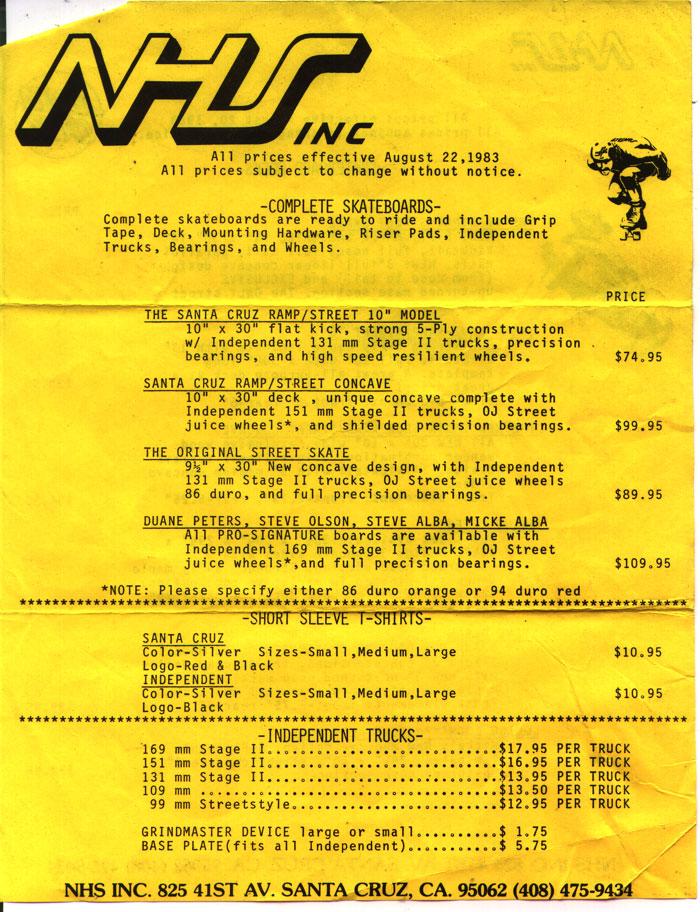 NHS INC
All prices effective August 22,1983
All prices subject to change without notice.
-COMPLETE SKATEBOARDS-
Complete skateboards are ready to ride and include Grip
Tape, Deck, Mounting Hardware, Riser Pads, Independent
Trucks, Bearings, and Wheels.
PRICE
THE SANTA CRUZ RAMP/STREET 10" MODEL
10" x 30" flat kick, strong 5-Ply construction
w/ Independent 131 mm Stage II trucks, precision
bearings, and high speed resilient wheels. $74.95
SANTA CRUZ RAMP/STREET CONCAVE
10" x 30" deck , unique concave complete with
Independent 151 mm Stage II trucks, OJ Street
juice wheels*, and shielded precision bearings. $99.95
THE ORIGINAL STREET SKATE
9½" x 30" New concave design, with Independent
131 mm Stage II trucks, OJ Street juice wheels
86 duro, and full precision bearings. $89.95
DUANE PETERS, STEVE OLSON, STEVE ALBA, MICKE ALBA
All PRO-SIGNATURE boards are available with
Independent 169 mm Stage II trucks, OJ Street
juice wheels*,and full precision bearings. $109.95
*NOTE: Please specify either 86 duro orange or 94 duro red
-SHORT SLEEVE T-SHIRTS-
SANTA CRUZ
Color-Silver Sizes-Small,Medium,Large $10.95
Logo-Red & Black
INDEPENDENT
Color-Silver Sizes-Small,Medium,Large $10.95
Logo-Black
-INDEPENDENT TRUCKS-
169 mm Stage II............................$17.95 PER TRUCK
151 mm Stage II............................$16.95 PER TRUCK
131 mm Stage II............................$13.95 PER TRUCK
109 mm ....................................$13.50 PER TRUCK
99 mm Streetstyle.........................$12.95 PER TRUCK
GRINDMASTER DEVICE large or small..........$ 1.75
BASE PLATE(fits all Independent)...........$ 5.75
NHS INC. 825 41ST AV. SANTA CRUZ, CA. 95062 (408) 475-9434